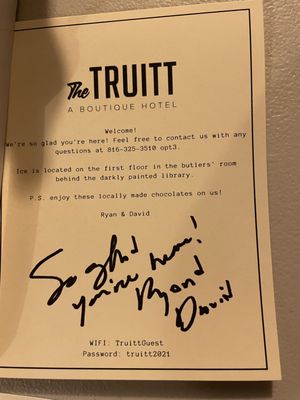 The TRUITT
A BOUTIQUE HOTEL
Welcome!
We're so glad you're here! Feel free to contact us with any
questions at 816-325-3510 opt3.
Ice is located on the first floor in the butlers' room
behind the darkly painted library.
P.S. enjoy these locally made chocolates on us!
Ryan & David
So glad
you're here!
Ryan &
David
WIFI: TruittGuest
Password: truitt2021